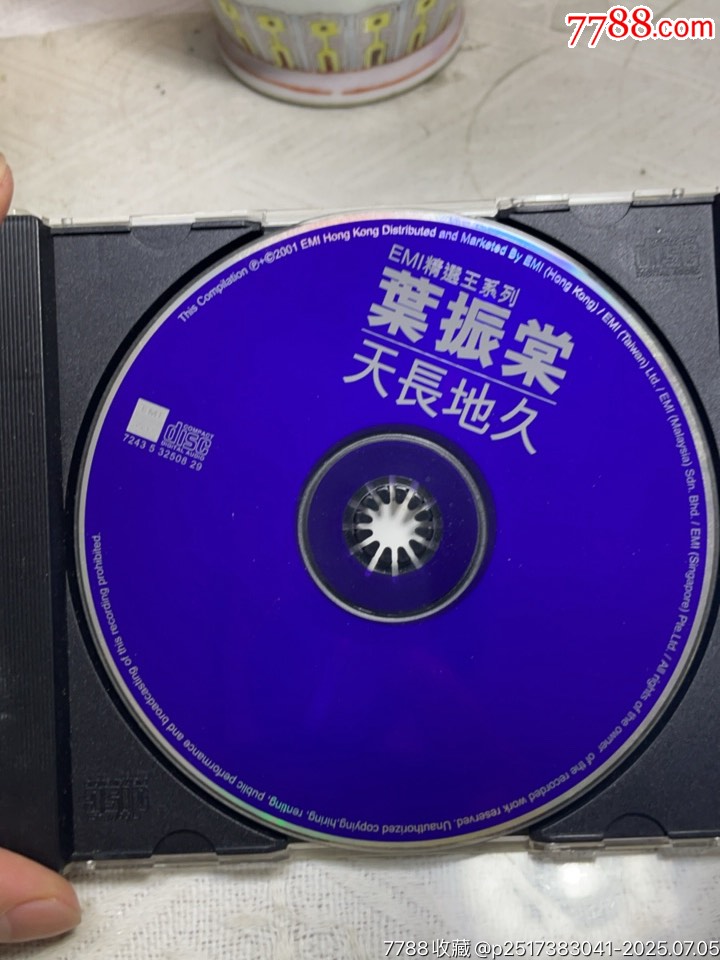 7788.com
This Compilation ℗+©2001 EMI Hong Kong Distributed and Marketed By EMI (Hong Kong) / EMI (Taiwan) Ltd. / EMI (Malaysia) Sdn. Bhd. / EMI (Singapore) Pte.Ltd. / All rights of the owner of the recorded work reserved. Unauthorized copying,hiring, renting, public performance and broadcasting of this recording prohibited.
EMI精選王系列
葉振棠
天長地久
EMI
COMPACT
disc
DIGITAL AUDIO
7243 5 32508 29
7788收藏@p2517383041-2025.07.05